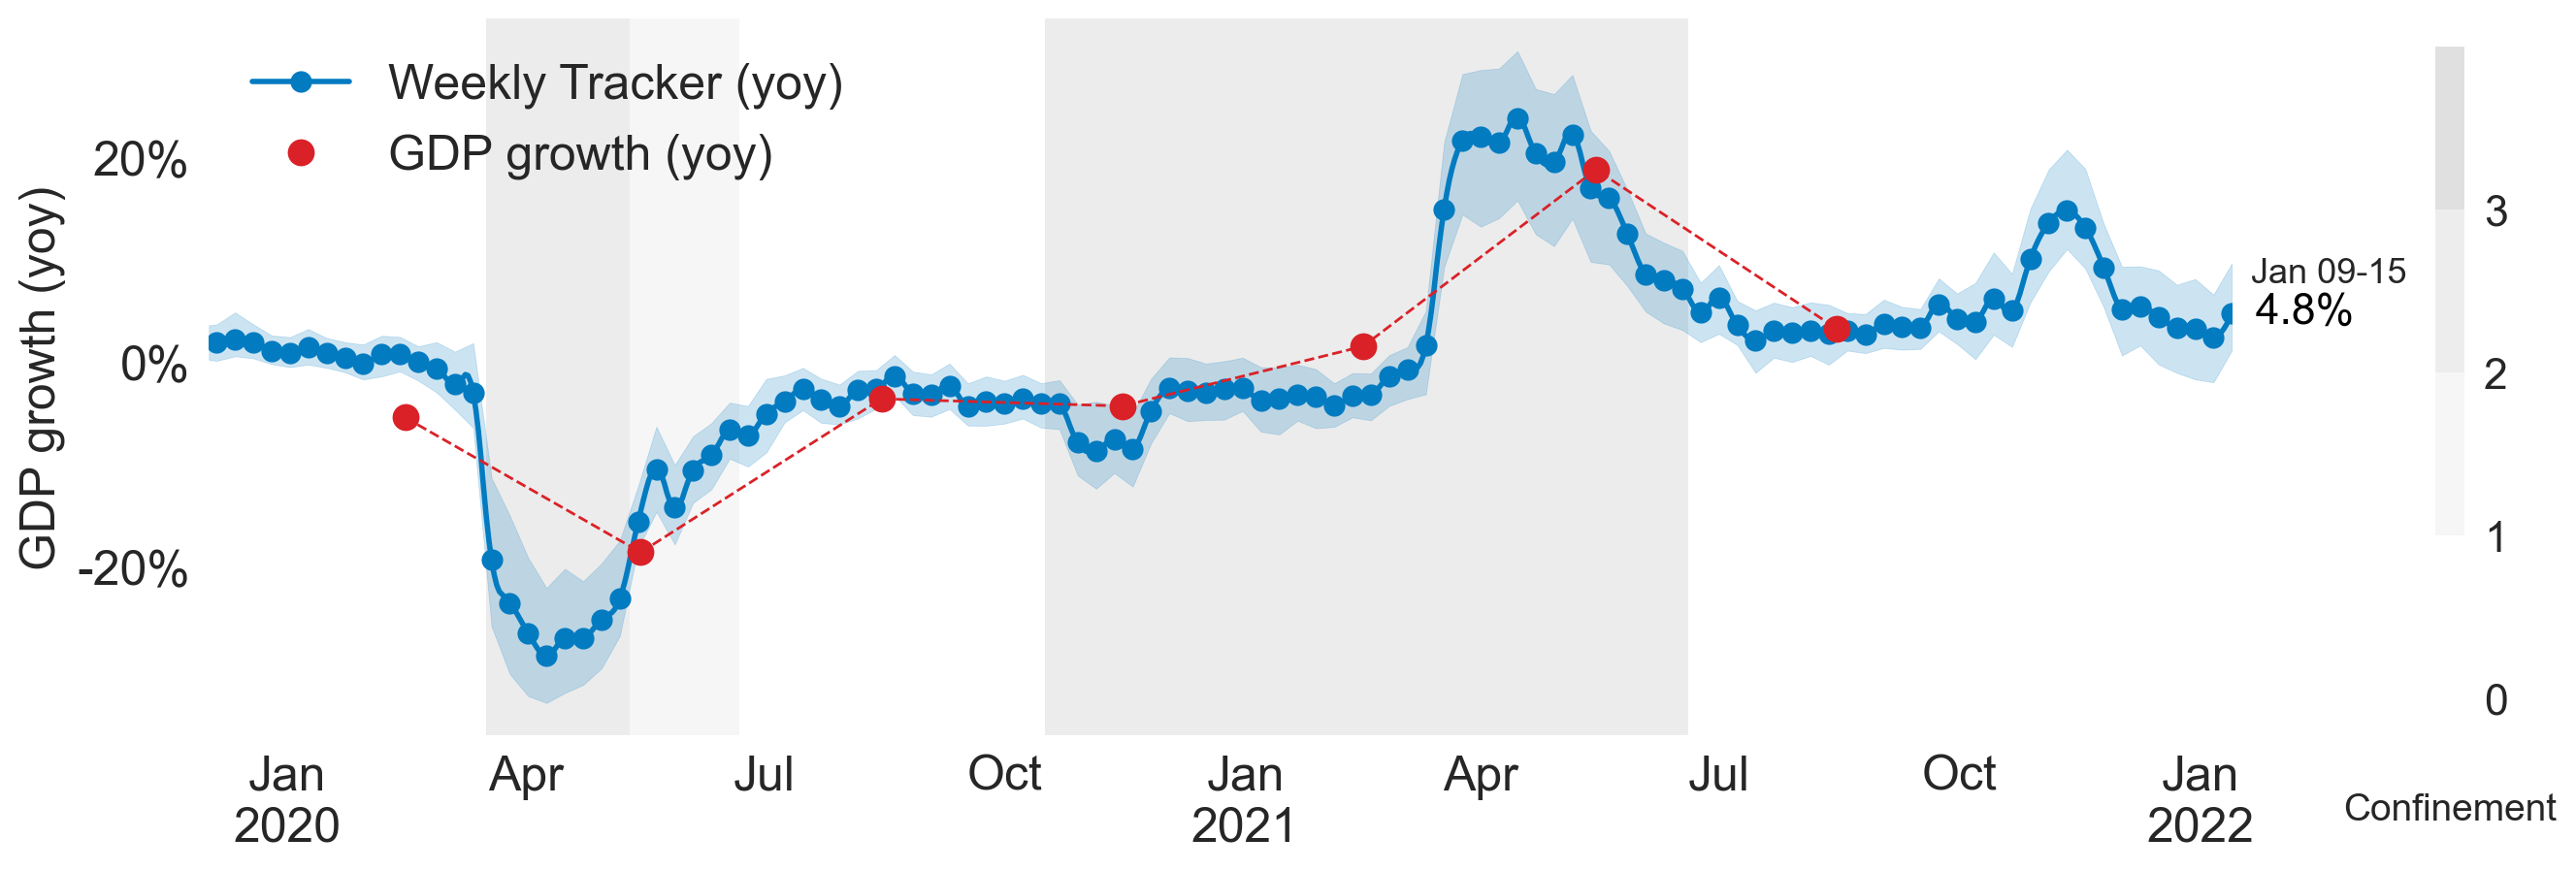 Weekly Tracker (yoy)
GDP growth (yoy)
GDP growth (yoy)
20%
0%
-20%
Jan 09-15
4.8%
3
2
1
0
Confinement
Jan Apr Jul Oct Jan Apr Jul Oct Jan
2020 2021 2022